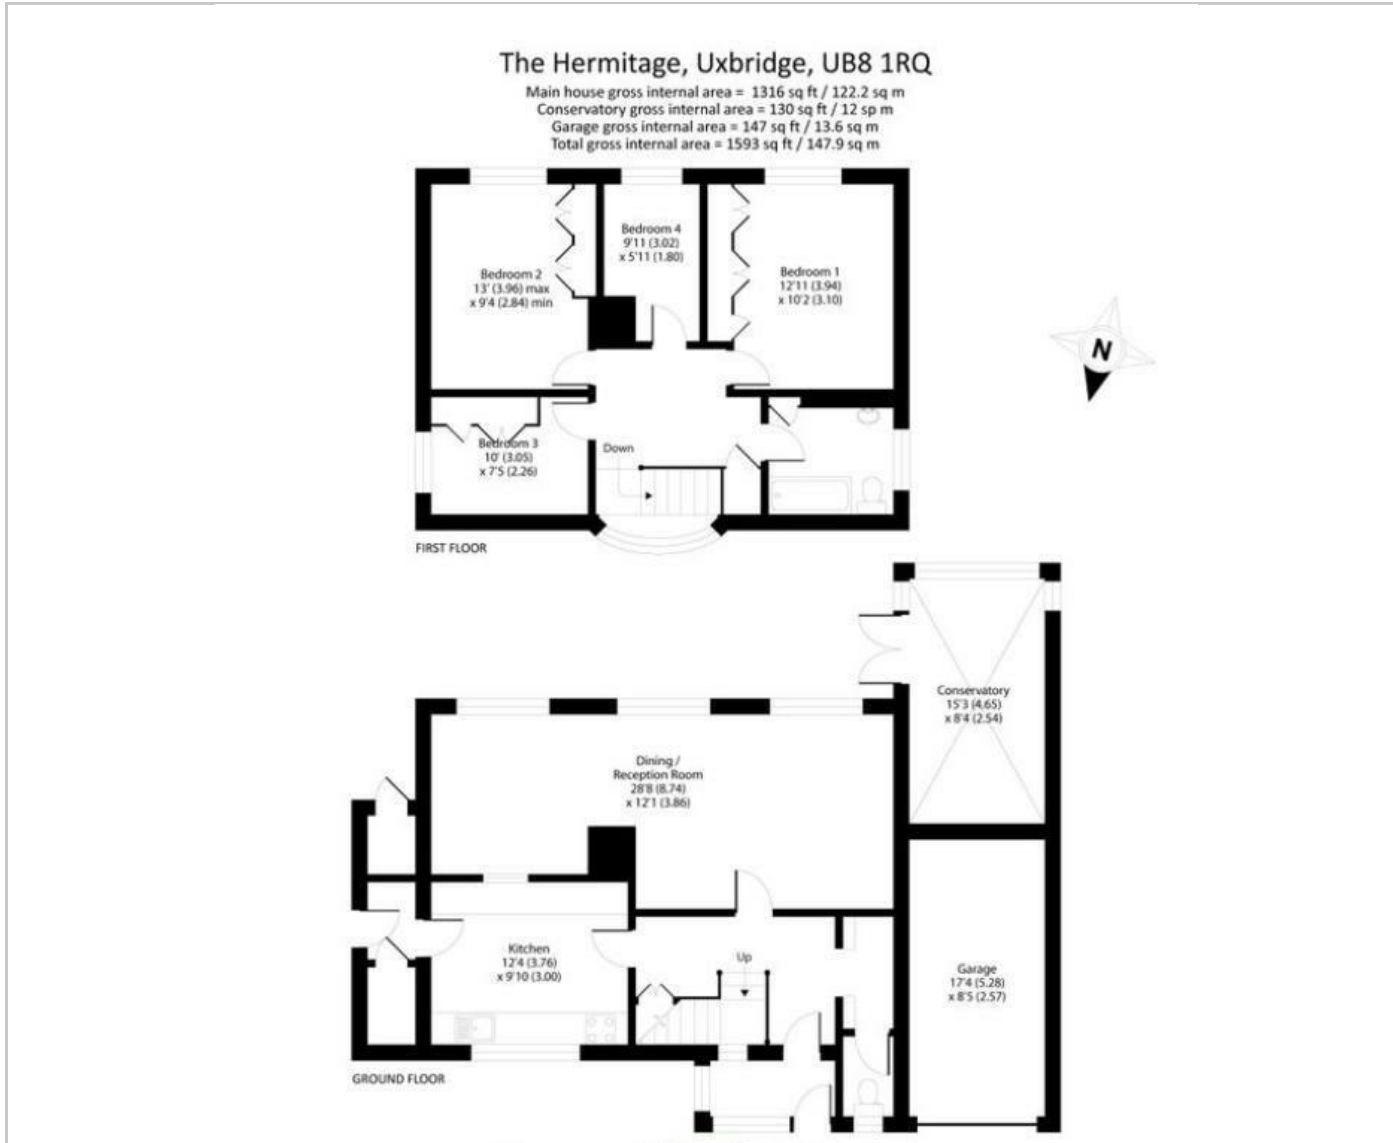 The Hermitage, Uxbridge, UB8 1RQ
Main house gross internal area = 1316 sq ft / 122.2 sq m
Conservatory gross internal area = 130 sq ft / 12 sp m
Garage gross internal area = 147 sq ft / 13.6 sq m
Total gross internal area = 1593 sq ft / 147.9 sq m
Bedroom 2
13' (3.96) max
x 9'4 (2.84) min
Bedroom 4
9'11 (3.02)
x 5'11 (1.80)
Bedroom 1
12'11 (3.94)
x 10'2 (3.10)
N
Bedroom 3
10' (3.05)
x 7'5 (2.26)
Down
FIRST FLOOR
Conservatory
15'3 (4.65)
x 8'4 (2.54)
Dining /
Reception Room
28'8 (8.74)
x 12'1 (3.86)
Kitchen
12'4 (3.76)
x 9'10 (3.00)
Up
Garage
17'4 (5.28)
x 8'5 (2.57)
GROUND FLOOR